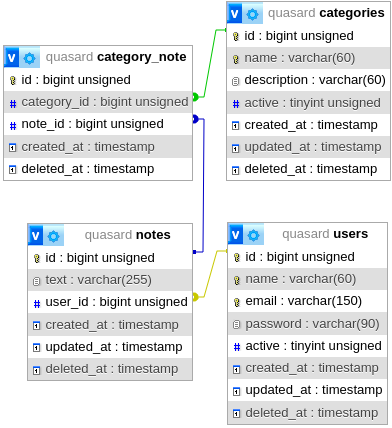 quasard categories
id : bigint unsigned
name : varchar(60)
description : varchar(60)
active : tinyint unsigned
created_at : timestamp
updated_at : timestamp
deleted_at : timestamp
quasard category_note
id : bigint unsigned
category_id : bigint unsigned
note_id : bigint unsigned
created_at : timestamp
deleted_at : timestamp
quasard notes
id : bigint unsigned
text : varchar(255)
user_id : bigint unsigned
created_at : timestamp
updated_at : timestamp
deleted_at : timestamp
quasard users
id : bigint unsigned
name : varchar(60)
email : varchar(150)
password : varchar(90)
active : tinyint unsigned
created_at : timestamp
updated_at : timestamp
deleted_at : timestamp